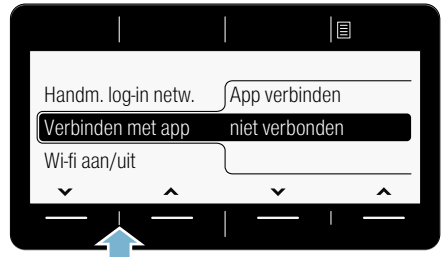 Handm. log-in netw.
App verbinden
Verbinden met app
niet verbonden
Wi-fi aan/uit